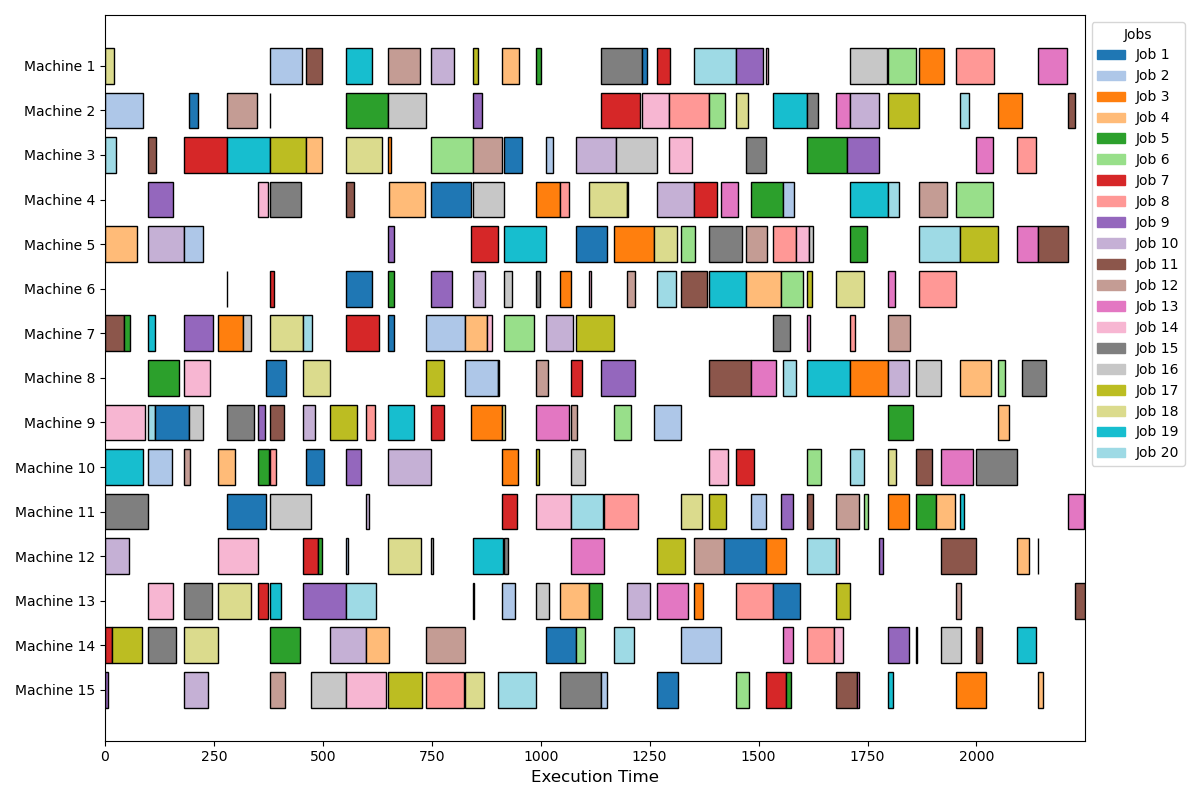 Machine 1
Machine 2
Machine 3
Machine 4
Machine 5
Machine 6
Machine 7
Machine 8
Machine 9
Machine 10
Machine 11
Machine 12
Machine 13
Machine 14
Machine 15
0 250 500 750 1000 1250 1500 1750 2000
Execution Time
Jobs
Job 1
Job 2
Job 3
Job 4
Job 5
Job 6
Job 7
Job 8
Job 9
Job 10
Job 11
Job 12
Job 13
Job 14
Job 15
Job 16
Job 17
Job 18
Job 19
Job 20